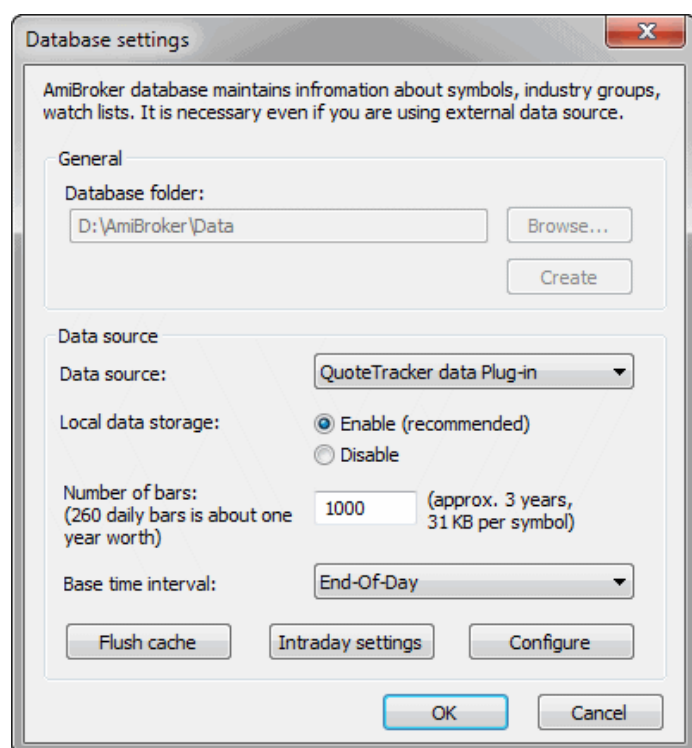 Database settings
AmiBroker database maintains infromation about symbols, industry groups,
watch lists. It is necessary even if you are using external data source.
General
Database folder:
D:\AmiBroker\Data
Browse...
Create
Data source
Data source:
QuoteTracker data Plug-in
Local data storage:
Enable (recommended)
Disable
Number of bars:
(260 daily bars is about one
year worth)
1000
(approx. 3 years,
31 KB per symbol)
Base time interval:
End-Of-Day
Flush cache
Intraday settings
Configure
OK
Cancel